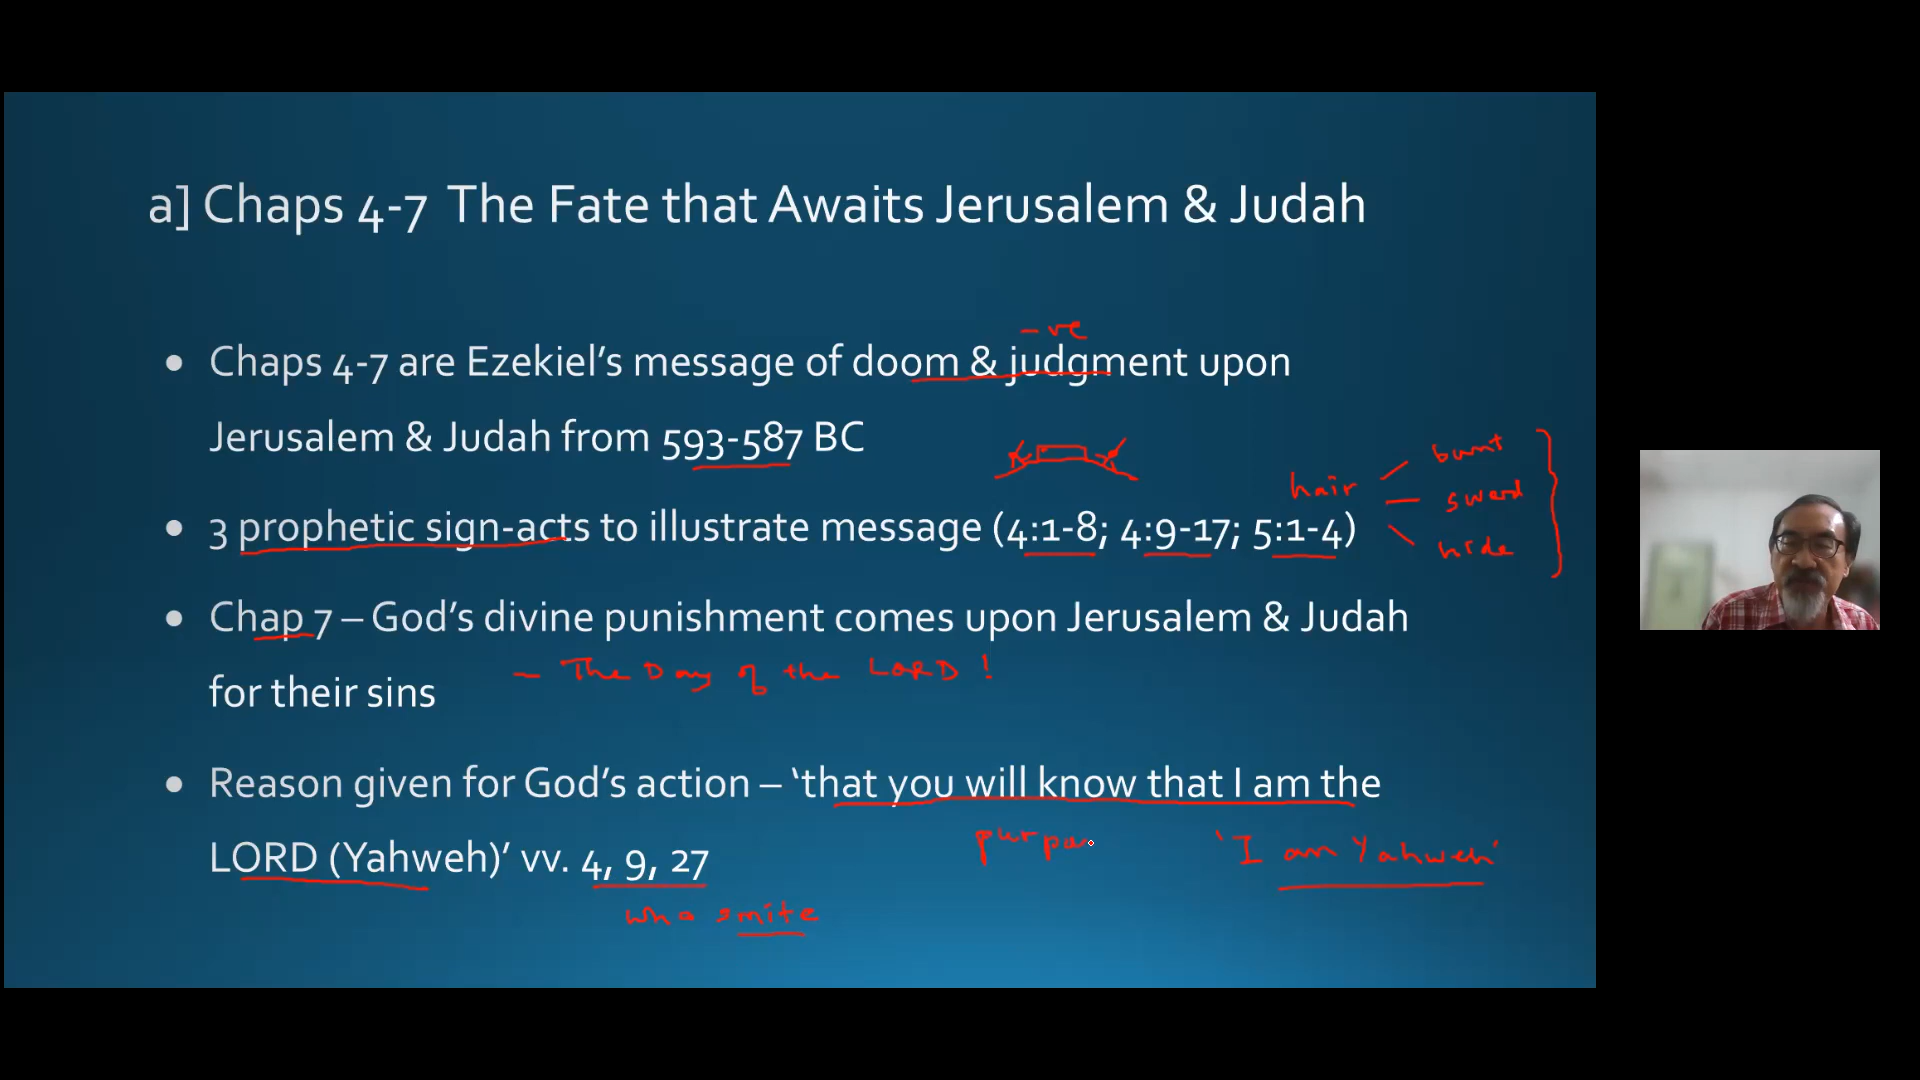 a] Chaps 4-7 The Fate that Awaits Jerusalem & Judah
-ve
• Chaps 4-7 are Ezekiel’s message of doom & judgment upon
Jerusalem & Judah from 593-587 BC
burnt
hair
sword
• 3 prophetic sign-acts to illustrate message (4:1-8; 4:9-17; 5:1-4)
hide
• Chap 7 – God’s divine punishment comes upon Jerusalem & Judah
– The Day of the LORD !
for their sins
• Reason given for God’s action – ‘that you will know that I am the
purpo
'I am Yahweh'
LORD (Yahweh)’ vv. 4, 9, 27
who smite